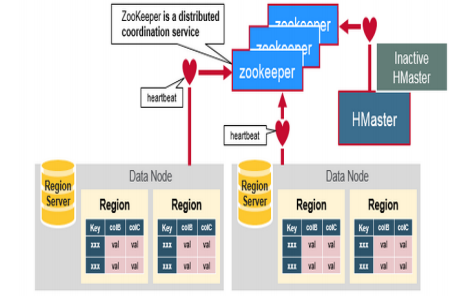 ZooKeeper is a distributed
coordination service
zookeeper
zookeeper
zookeeper
Inactive
HMaster
HMaster
heartbeat
heartbeat
Data Node
Region
Server
Region
Key colB colC
xxx val val
xxx val val
Region
Key colB colC
xxx val val
xxx val val
Data Node
Region
Server
Region
Key colB colC
xxx val val
xxx val val
Region
Key colB colC
xxx val val
xxx val val